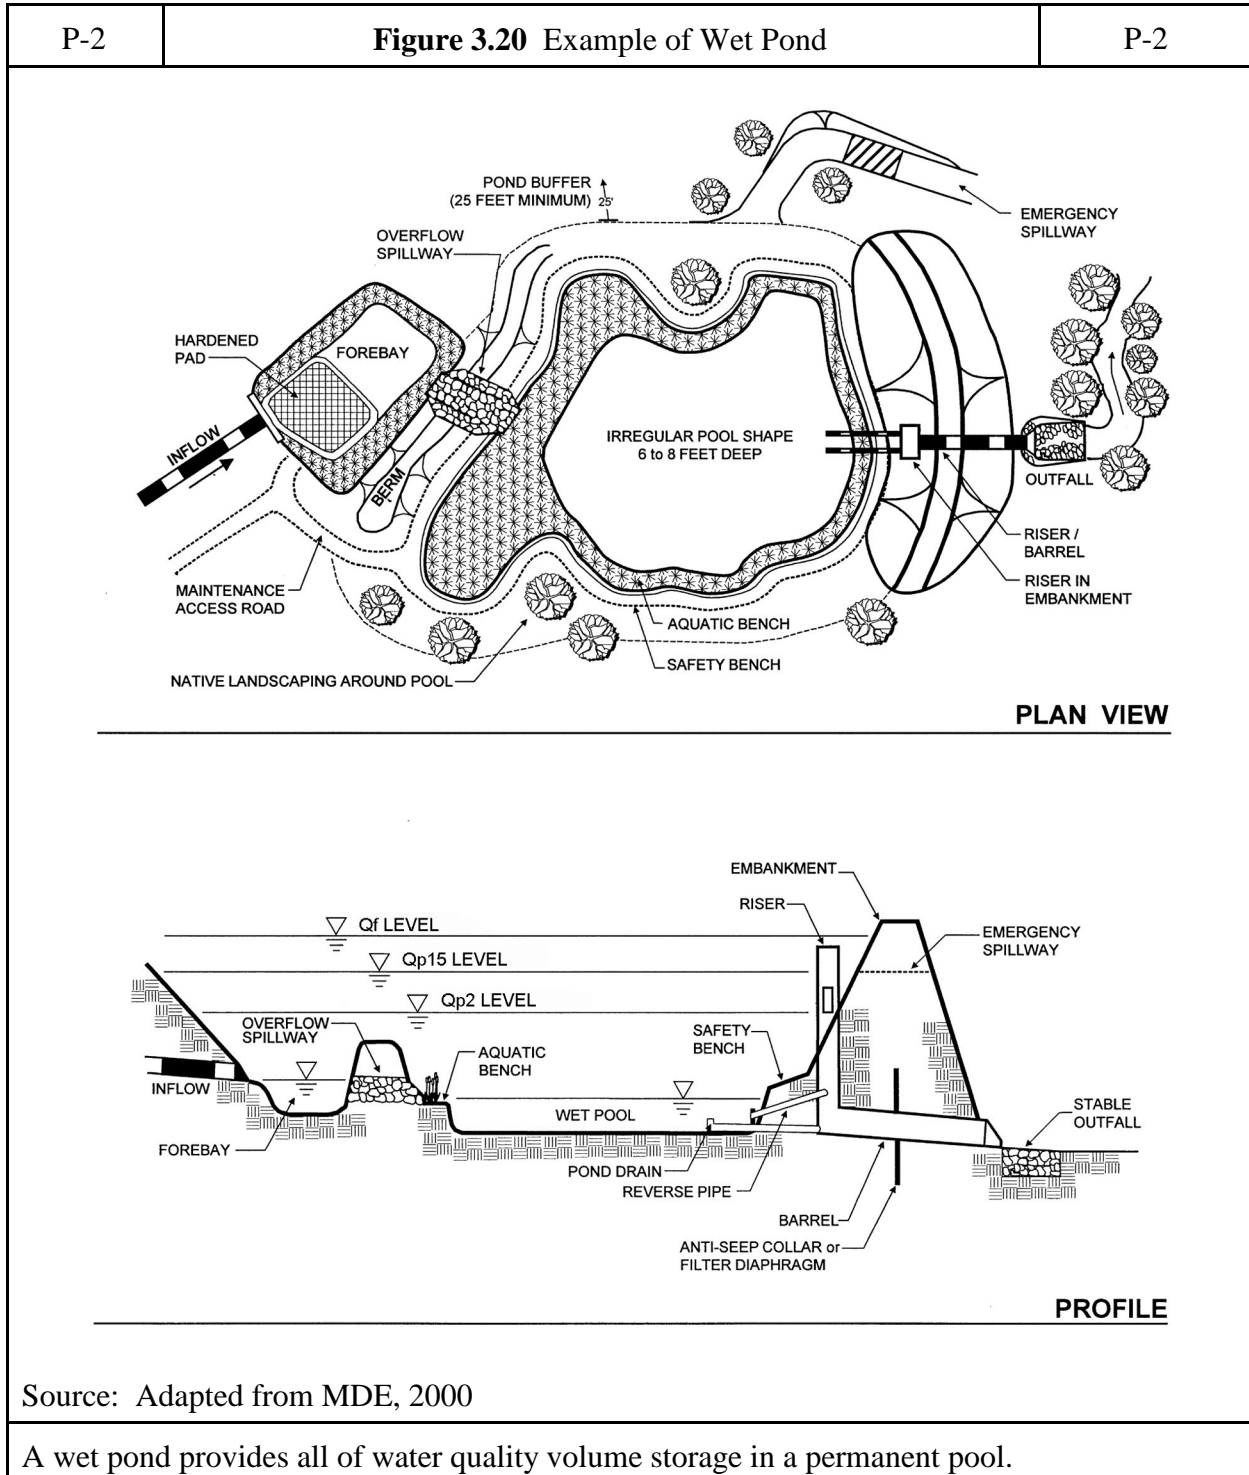 P-2
Figure 3.20 Example of Wet Pond
P-2
POND BUFFER
(25 FEET MINIMUM)
25'
OVERFLOW
SPILLWAY
EMERGENCY
SPILLWAY
HARDENED
PAD
FOREBAY
INFLOW
BERM
IRREGULAR POOL SHAPE
6 to 8 FEET DEEP
OUTFALL
RISER /
BARREL
RISER IN
EMBANKMENT
MAINTENANCE
ACCESS ROAD
AQUATIC BENCH
SAFETY BENCH
NATIVE LANDSCAPING AROUND POOL
PLAN VIEW
EMBANKMENT
RISER
Qf LEVEL
EMERGENCY
SPILLWAY
Qp15 LEVEL
Qp2 LEVEL
OVERFLOW
SPILLWAY
SAFETY
BENCH
AQUATIC
BENCH
INFLOW
WET POOL
STABLE
OUTFALL
FOREBAY
POND DRAIN
REVERSE PIPE
BARREL
ANTI-SEEP COLLAR or
FILTER DIAPHRAGM
PROFILE
Source: Adapted from MDE, 2000
A wet pond provides all of water quality volume storage in a permanent pool.